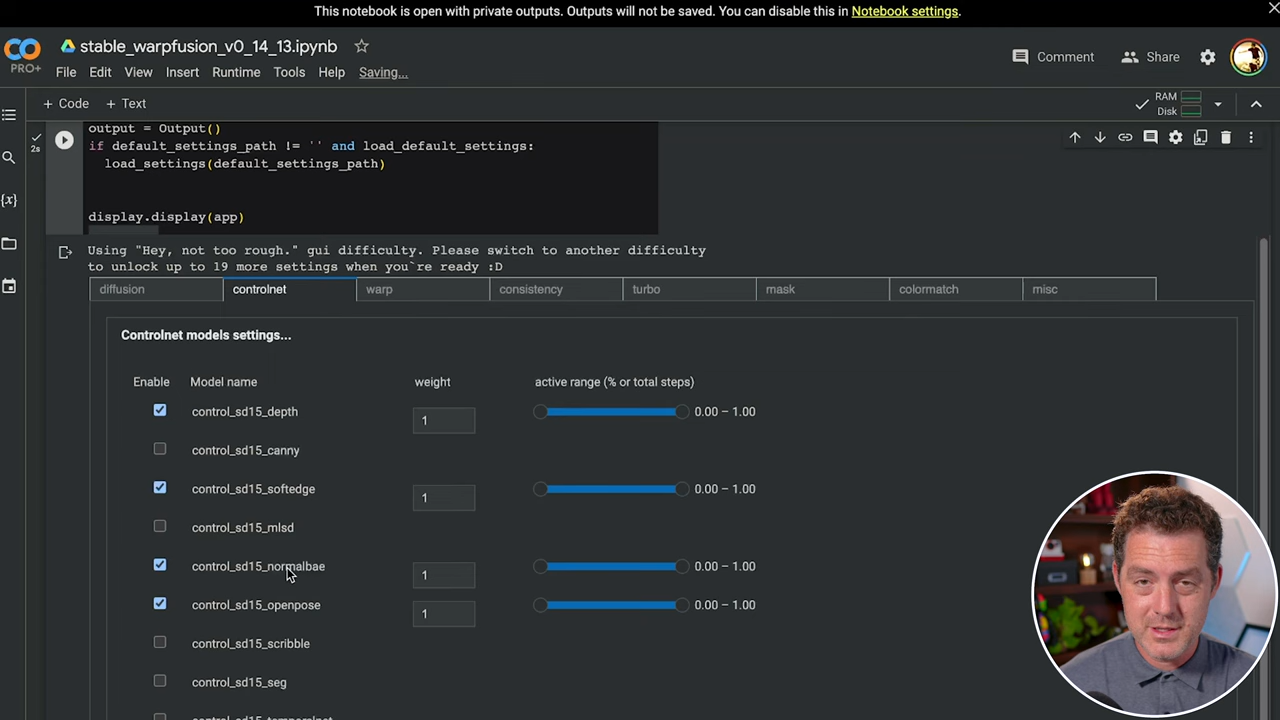 This notebook is open with private outputs. Outputs will not be saved. You can disable this in Notebook settings.
stable_warpfusion_v0_14_13.ipynb
PRO+
File Edit View Insert Runtime Tools Help Saving...
Comment
Share
+ Code + Text
RAM
Disk
2s
output = Output()
if default_settings_path != '' and load_default_settings:
load_settings(default_settings_path)
display.display(app)
{x}
Using "Hey, not too rough." gui difficulty. Please switch to another difficulty
to unlock up to 19 more settings when you`re ready :D
diffusion controlnet warp consistency turbo mask colormatch misc
Controlnet models settings...
Enable Model name weight active range (% or total steps)
control_sd15_depth 1 0.00 – 1.00
control_sd15_canny
control_sd15_softedge 1 0.00 – 1.00
control_sd15_mlsd
control_sd15_normalbae 1 0.00 – 1.00
control_sd15_openpose 1 0.00 – 1.00
control_sd15_scribble
control_sd15_seg